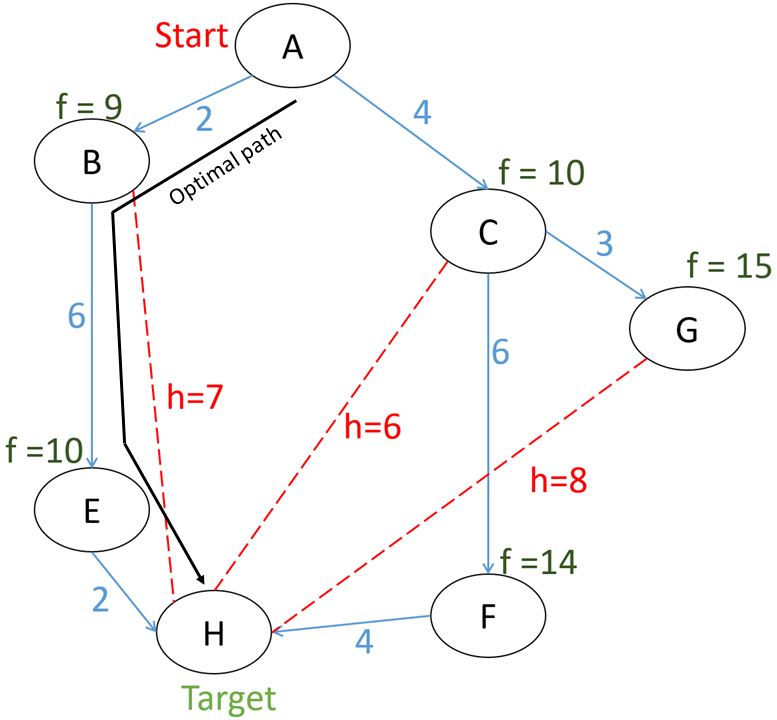 Start
A
f = 9
2
4
B
Optimal path
f = 10
C
3
f = 15
G
6
6
h=7
h=6
f =10
h=8
E
f =14
2
H
4
F
Target